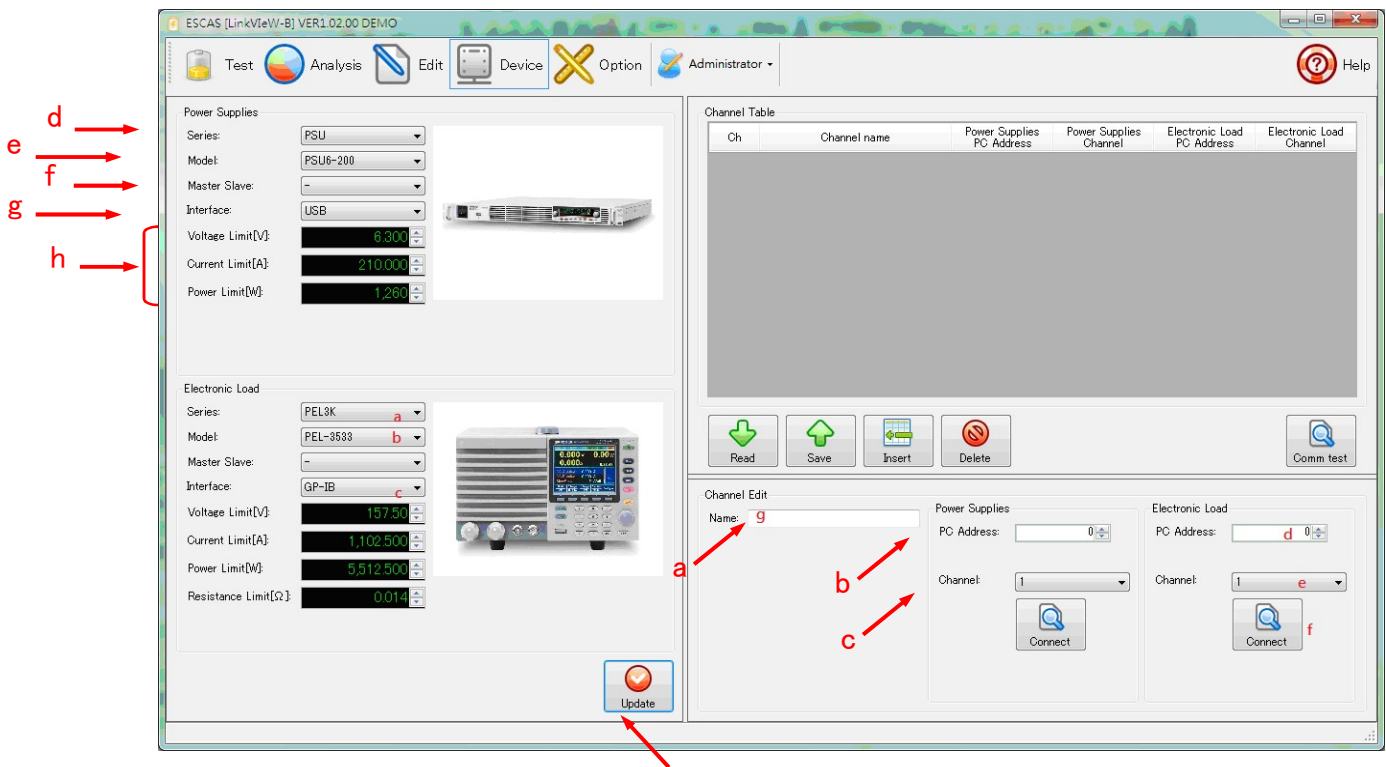 ESCAS [LinkVIeW-B] VER1.02.00 DEMO
Test Analysis Edit Device Option Administrator Help
Power Supplies
d
Series: PSU
e
Model: PSU6-200
f
Master Slave: -
g
Interface: USB
h
Voltage Limit[V]: 6.300
Current Limit[A]: 210.000
Power Limit[W]: 1,260
Electronic Load
Series: PEL3K a
Model: PEL-3533 b
Master Slave: -
Interface: GP-IB c
Voltage Limit[V]: 157.50
Current Limit[A]: 1,102.500
Power Limit[W]: 5,512.500
Resistance Limit[Ω]: 0.014
Update
Channel Table
Ch Channel name Power Supplies PC Address Power Supplies Channel Electronic Load PC Address Electronic Load Channel
Read Save Insert Delete Comm test
Channel Edit
Name: g
a
Power Supplies
PC Address: 0
b
Channel: 1
c
Connect
Electronic Load
PC Address: d 0
Channel: 1 e
Connect f